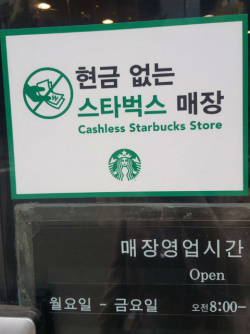 현금 없는
스타벅스 매장
Cashless Starbucks Store
매장영업시간
Open
월요일 - 금요일 오전8:00-